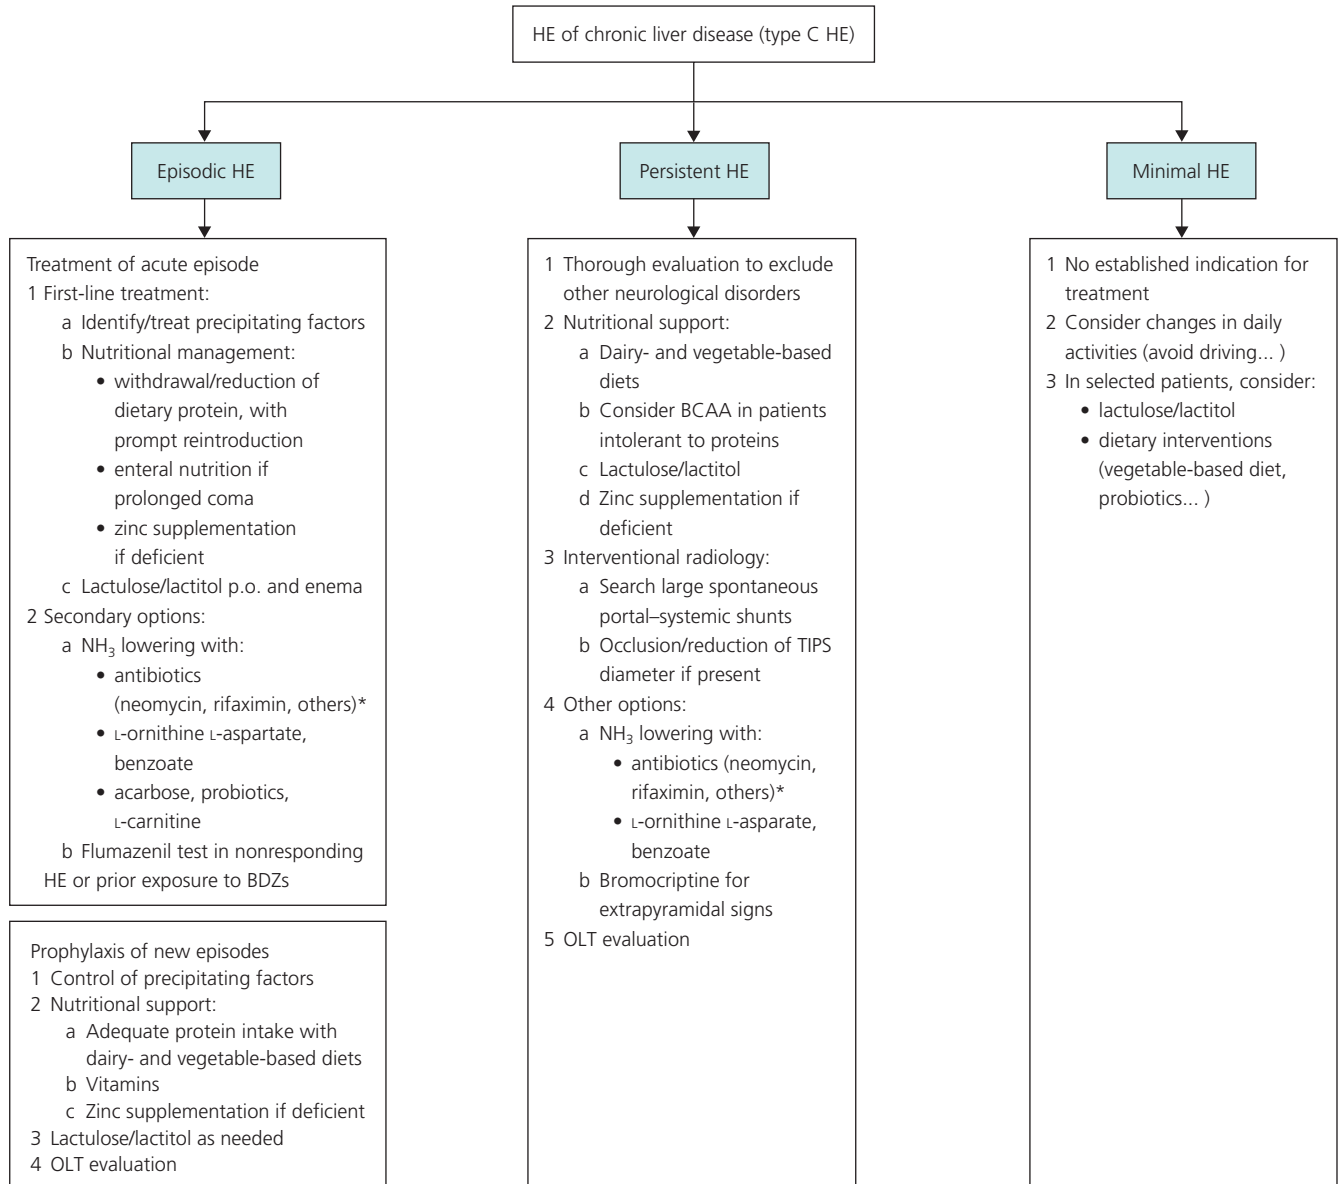 HE of chronic liver disease (type C HE)
Episodic HE
Treatment of acute episode
1 First-line treatment:
a Identify/treat precipitating factors
b Nutritional management:
• withdrawal/reduction of
dietary protein, with
prompt reintroduction
• enteral nutrition if
prolonged coma
• zinc supplementation
if deficient
c Lactulose/lactitol p.o. and enema
2 Secondary options:
a NH₃ lowering with:
• antibiotics
(neomycin, rifaximin, others)*
• L-ornithine L-aspartate,
benzoate
• acarbose, probiotics,
L-carnitine
b Flumazenil test in nonresponding
HE or prior exposure to BDZs
Prophylaxis of new episodes
1 Control of precipitating factors
2 Nutritional support:
a Adequate protein intake with
dairy- and vegetable-based diets
b Vitamins
c Zinc supplementation if deficient
3 Lactulose/lactitol as needed
4 OLT evaluation
Persistent HE
1 Thorough evaluation to exclude
other neurological disorders
2 Nutritional support:
a Dairy- and vegetable-based
diets
b Consider BCAA in patients
intolerant to proteins
c Lactulose/lactitol
d Zinc supplementation if
deficient
3 Interventional radiology:
a Search large spontaneous
portal–systemic shunts
b Occlusion/reduction of TIPS
diameter if present
4 Other options:
a NH₃ lowering with:
• antibiotics (neomycin,
rifaximin, others)*
• L-ornithine L-asparate,
benzoate
b Bromocriptine for
extrapyramidal signs
5 OLT evaluation
Minimal HE
1 No established indication for
treatment
2 Consider changes in daily
activities (avoid driving... )
3 In selected patients, consider:
• lactulose/lactitol
• dietary interventions
(vegetable-based diet,
probiotics... )